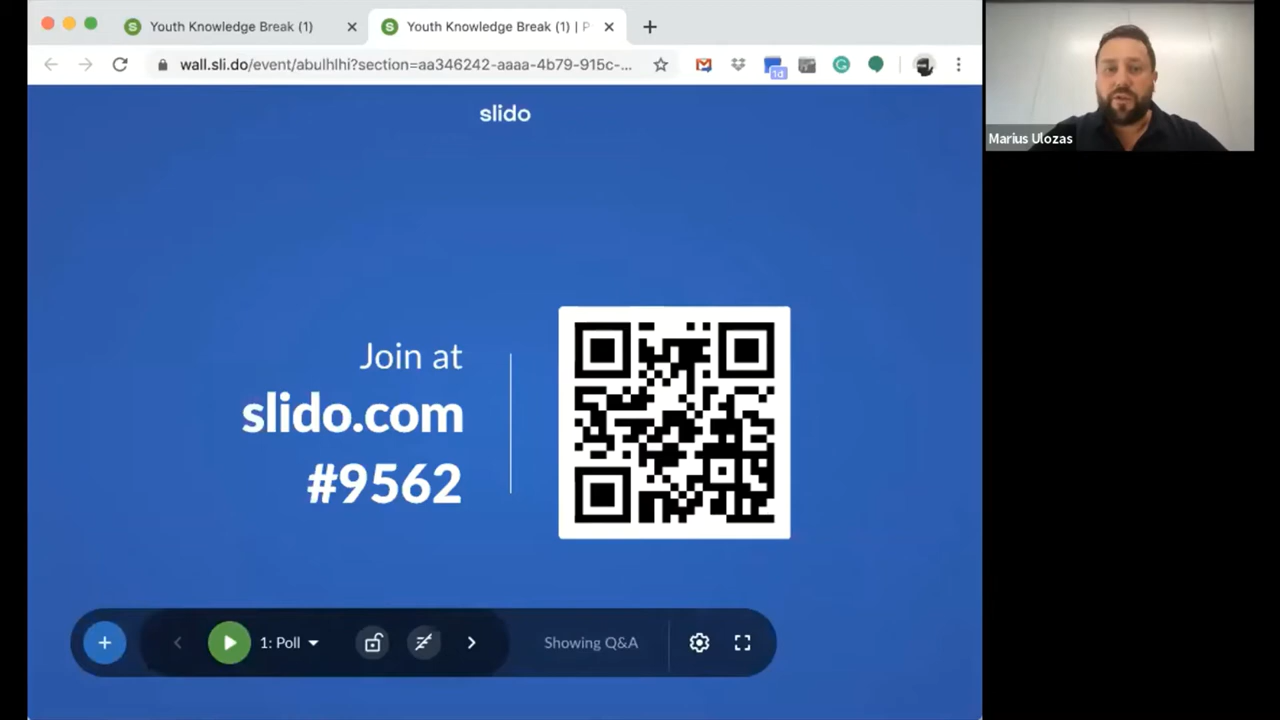 Youth Knowledge Break (1)
Youth Knowledge Break (1) | P
wall.sli.do/event/abulhlhi?section=aa346242-aaaa-4b79-915c-...
1d
slido
Marius Ulozas
Join at
slido.com
#9562
1: Poll
Showing Q&A